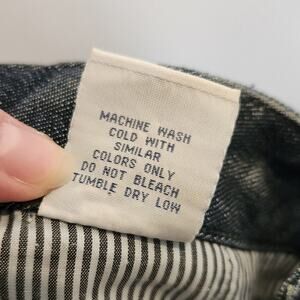 MACHINE WASH
COLD WITH
SIMILAR
COLORS ONLY
DO NOT BLEACH
TUMBLE DRY LOW